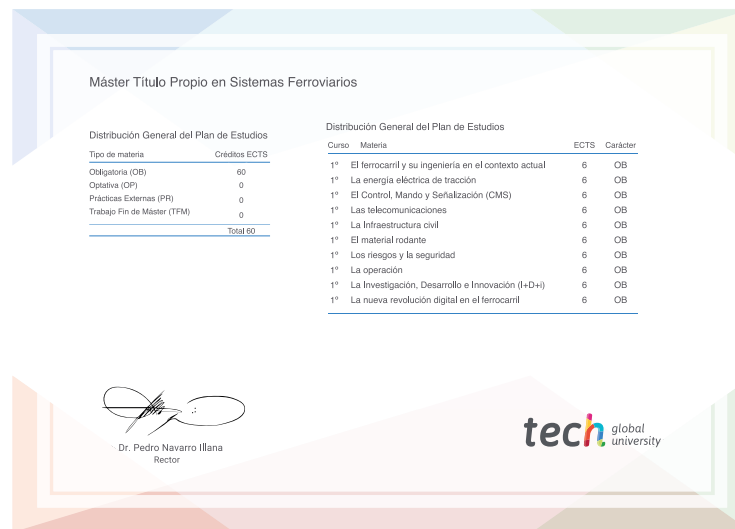 Máster Título Propio en Sistemas Ferroviarios
Distribución General del Plan de Estudios
Tipo de materia Créditos ECTS
Obligatoria (OB) 60
Optativa (OP) 0
Prácticas Externas (PR) 0
Trabajo Fin de Máster (TFM) 0
Total 60
Distribución General del Plan de Estudios
Curso Materia ECTS Carácter
1º El ferrocarril y su ingeniería en el contexto actual 6 OB
1º La energía eléctrica de tracción 6 OB
1º El Control, Mando y Señalización (CMS) 6 OB
1º Las telecomunicaciones 6 OB
1º La Infraestructura civil 6 OB
1º El material rodante 6 OB
1º Los riesgos y la seguridad 6 OB
1º La operación 6 OB
1º La Investigación, Desarrollo e Innovación (I+D+i) 6 OB
1º La nueva revolución digital en el ferrocarril 6 OB
Dr. Pedro Navarro Illana
Rector
tech global university